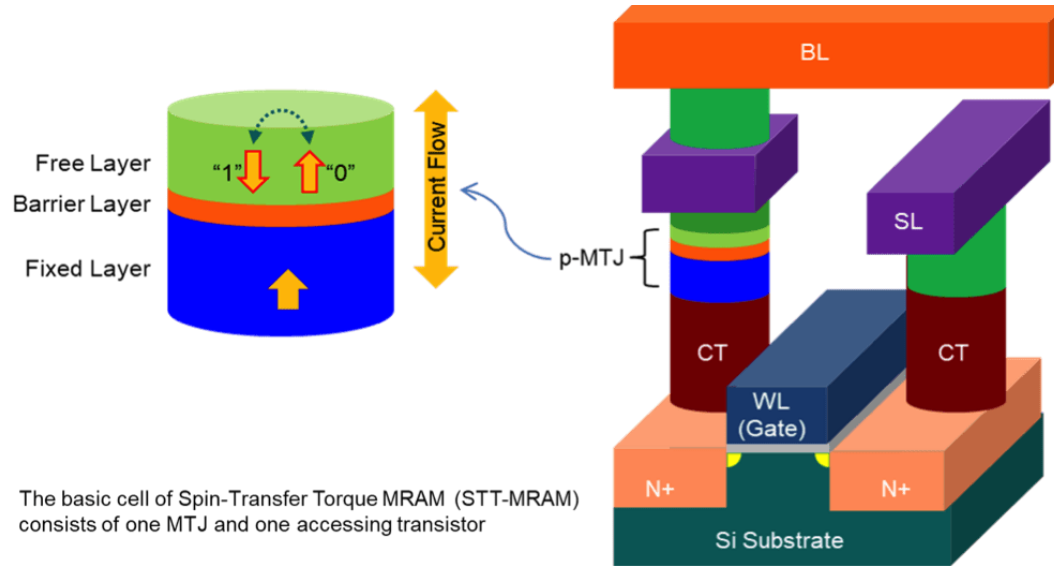 BL
Free Layer
"1"
"0"
Barrier Layer
Fixed Layer
Current Flow
p-MTJ
SL
CT
CT
WL
(Gate)
N+
N+
Si Substrate
The basic cell of Spin-Transfer Torque MRAM (STT-MRAM)
consists of one MTJ and one accessing transistor